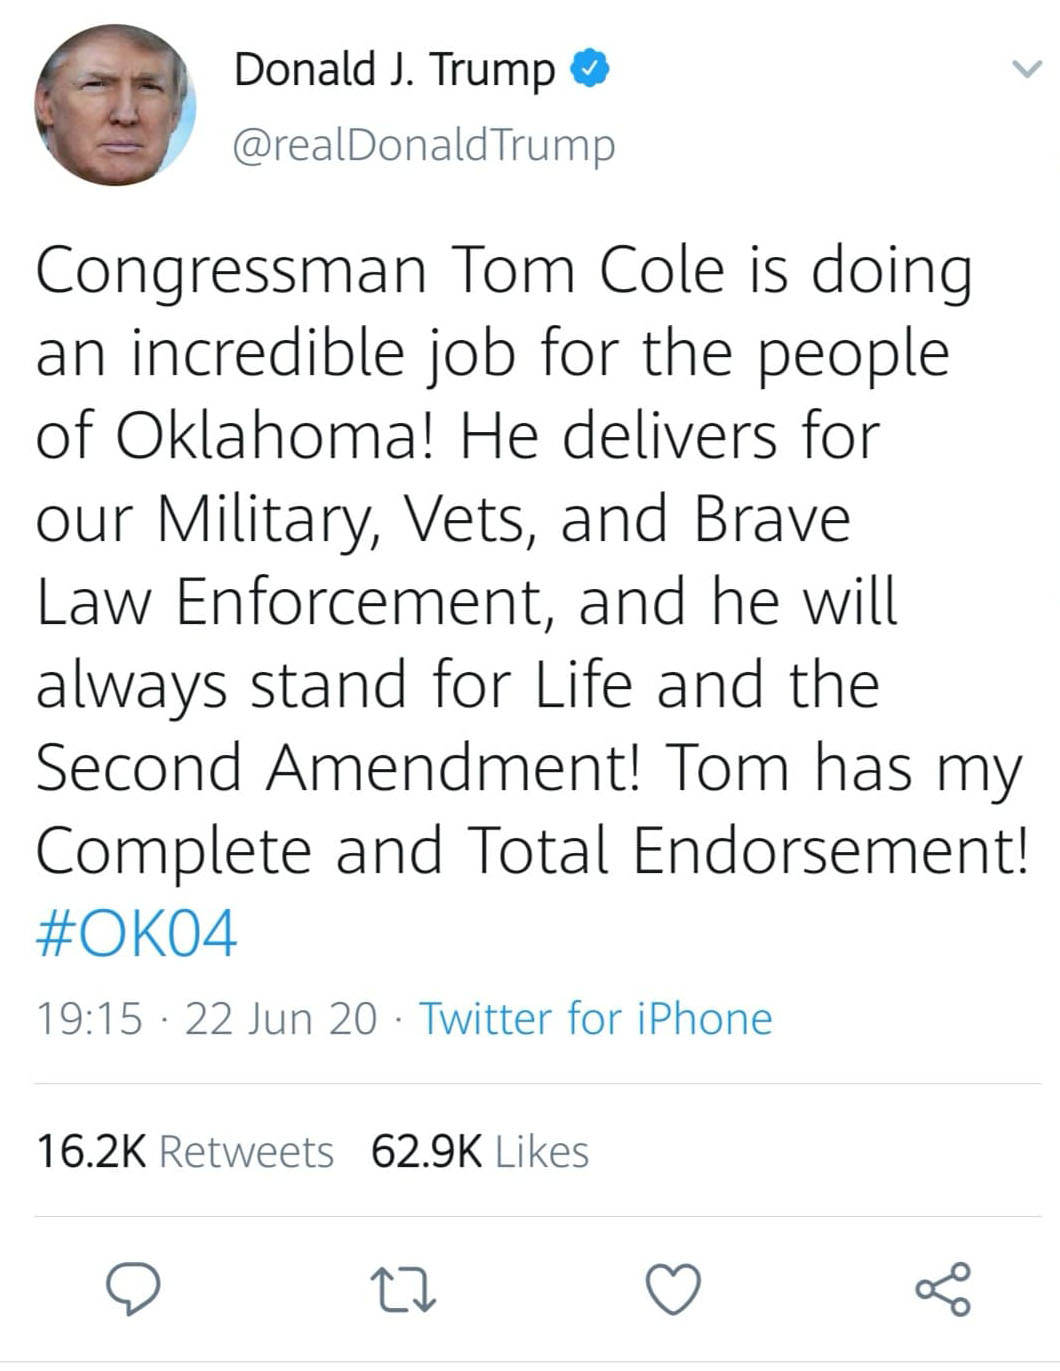 Donald J. Trump
@realDonaldTrump
Congressman Tom Cole is doing
an incredible job for the people
of Oklahoma! He delivers for
our Military, Vets, and Brave
Law Enforcement, and he will
always stand for Life and the
Second Amendment! Tom has my
Complete and Total Endorsement!
#OK04
19:15 · 22 Jun 20 · Twitter for iPhone
16.2K Retweets 62.9K Likes